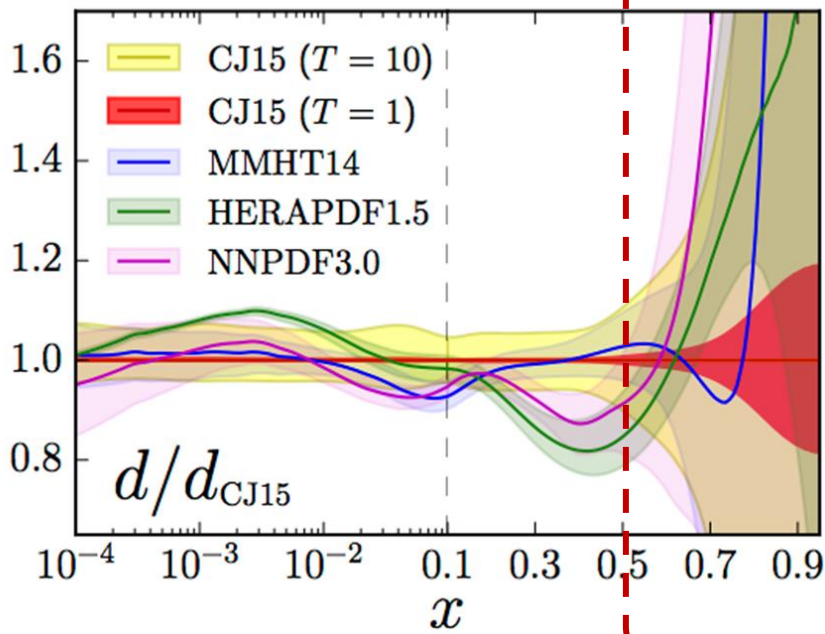 1.6
1.4
1.2
1.0
0.8
CJ15 (T = 10)
CJ15 (T = 1)
MMHT14
HERAPDF1.5
NNPDF3.0
d/d_CJ15
10⁻⁴ 10⁻³ 10⁻² 0.1 0.3 0.5 0.7 0.9
x